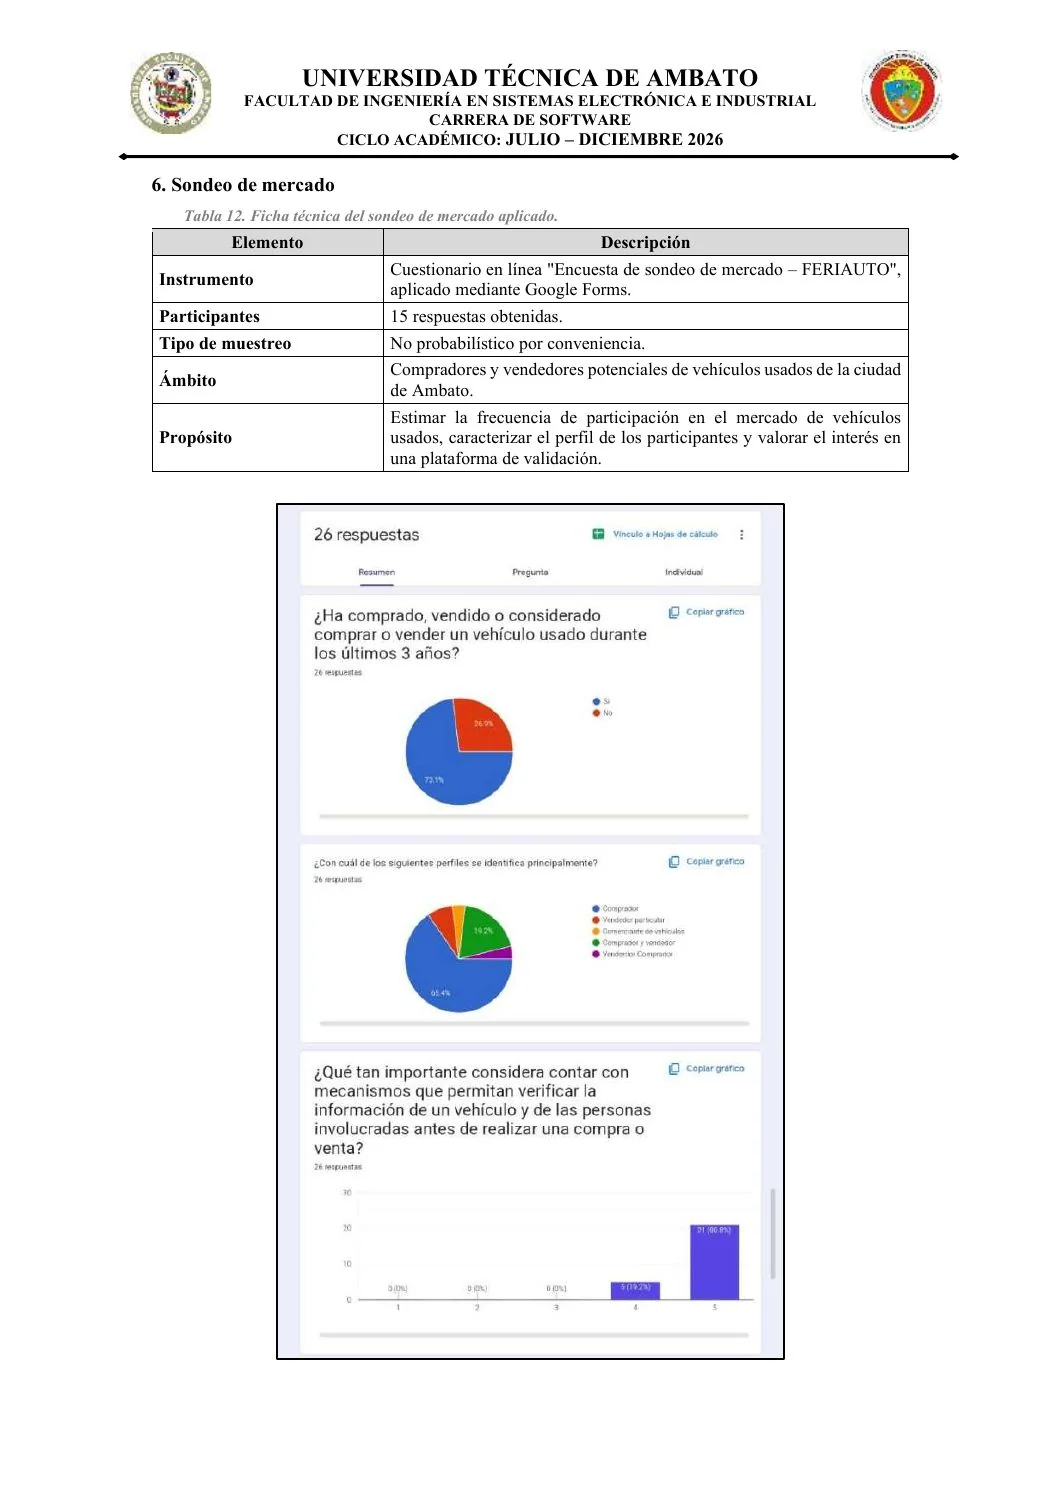 UNIVERSIDAD TÉCNICA DE AMBATO
FACULTAD DE INGENIERÍA EN SISTEMAS ELECTRÓNICA E INDUSTRIAL
CARRERA DE SOFTWARE
CICLO ACADÉMICO: JULIO – DICIEMBRE 2026
6. Sondeo de mercado
Tabla 12. Ficha técnica del sondeo de mercado aplicado.
Elemento Descripción
Instrumento
Cuestionario en línea "Encuesta de sondeo de mercado – FERIAUTO",
aplicado mediante Google Forms.
Participantes 15 respuestas obtenidas.
Tipo de muestreo No probabilístico por conveniencia.
Ámbito
Compradores y vendedores potenciales de vehículos usados de la ciudad
de Ambato.
Propósito
Estimar la frecuencia de participación en el mercado de vehículos
usados, caracterizar el perfil de los participantes y valorar el interés en
una plataforma de validación.
26 respuestas
Vínculo a Hojas de cálculo
Resumen Pregunta Individual
¿Ha comprado, vendido o considerado
comprar o vender un vehículo usado durante
los últimos 3 años?
Copiar gráfico
26 respuestas
Sí
No
26.9%
73.1%
¿Con cuál de los siguientes perfiles se identifica principalmente?
Copiar gráfico
26 respuestas
Comprador
Vendedor particular
Comerciante de vehículos
Comprador y vendedor
Comprador
19.2%
65.4%
¿Qué tan importante considera contar con
mecanismos que permitan verificar la
información de un vehículo y de las personas
involucradas antes de realizar una compra o
venta?
Copiar gráfico
26 respuestas
30
20
10
0
0 (0%) 0 (0%) 0 (0%) 5 (19.2%) 21 (80.8%)
1 2 3 4 5